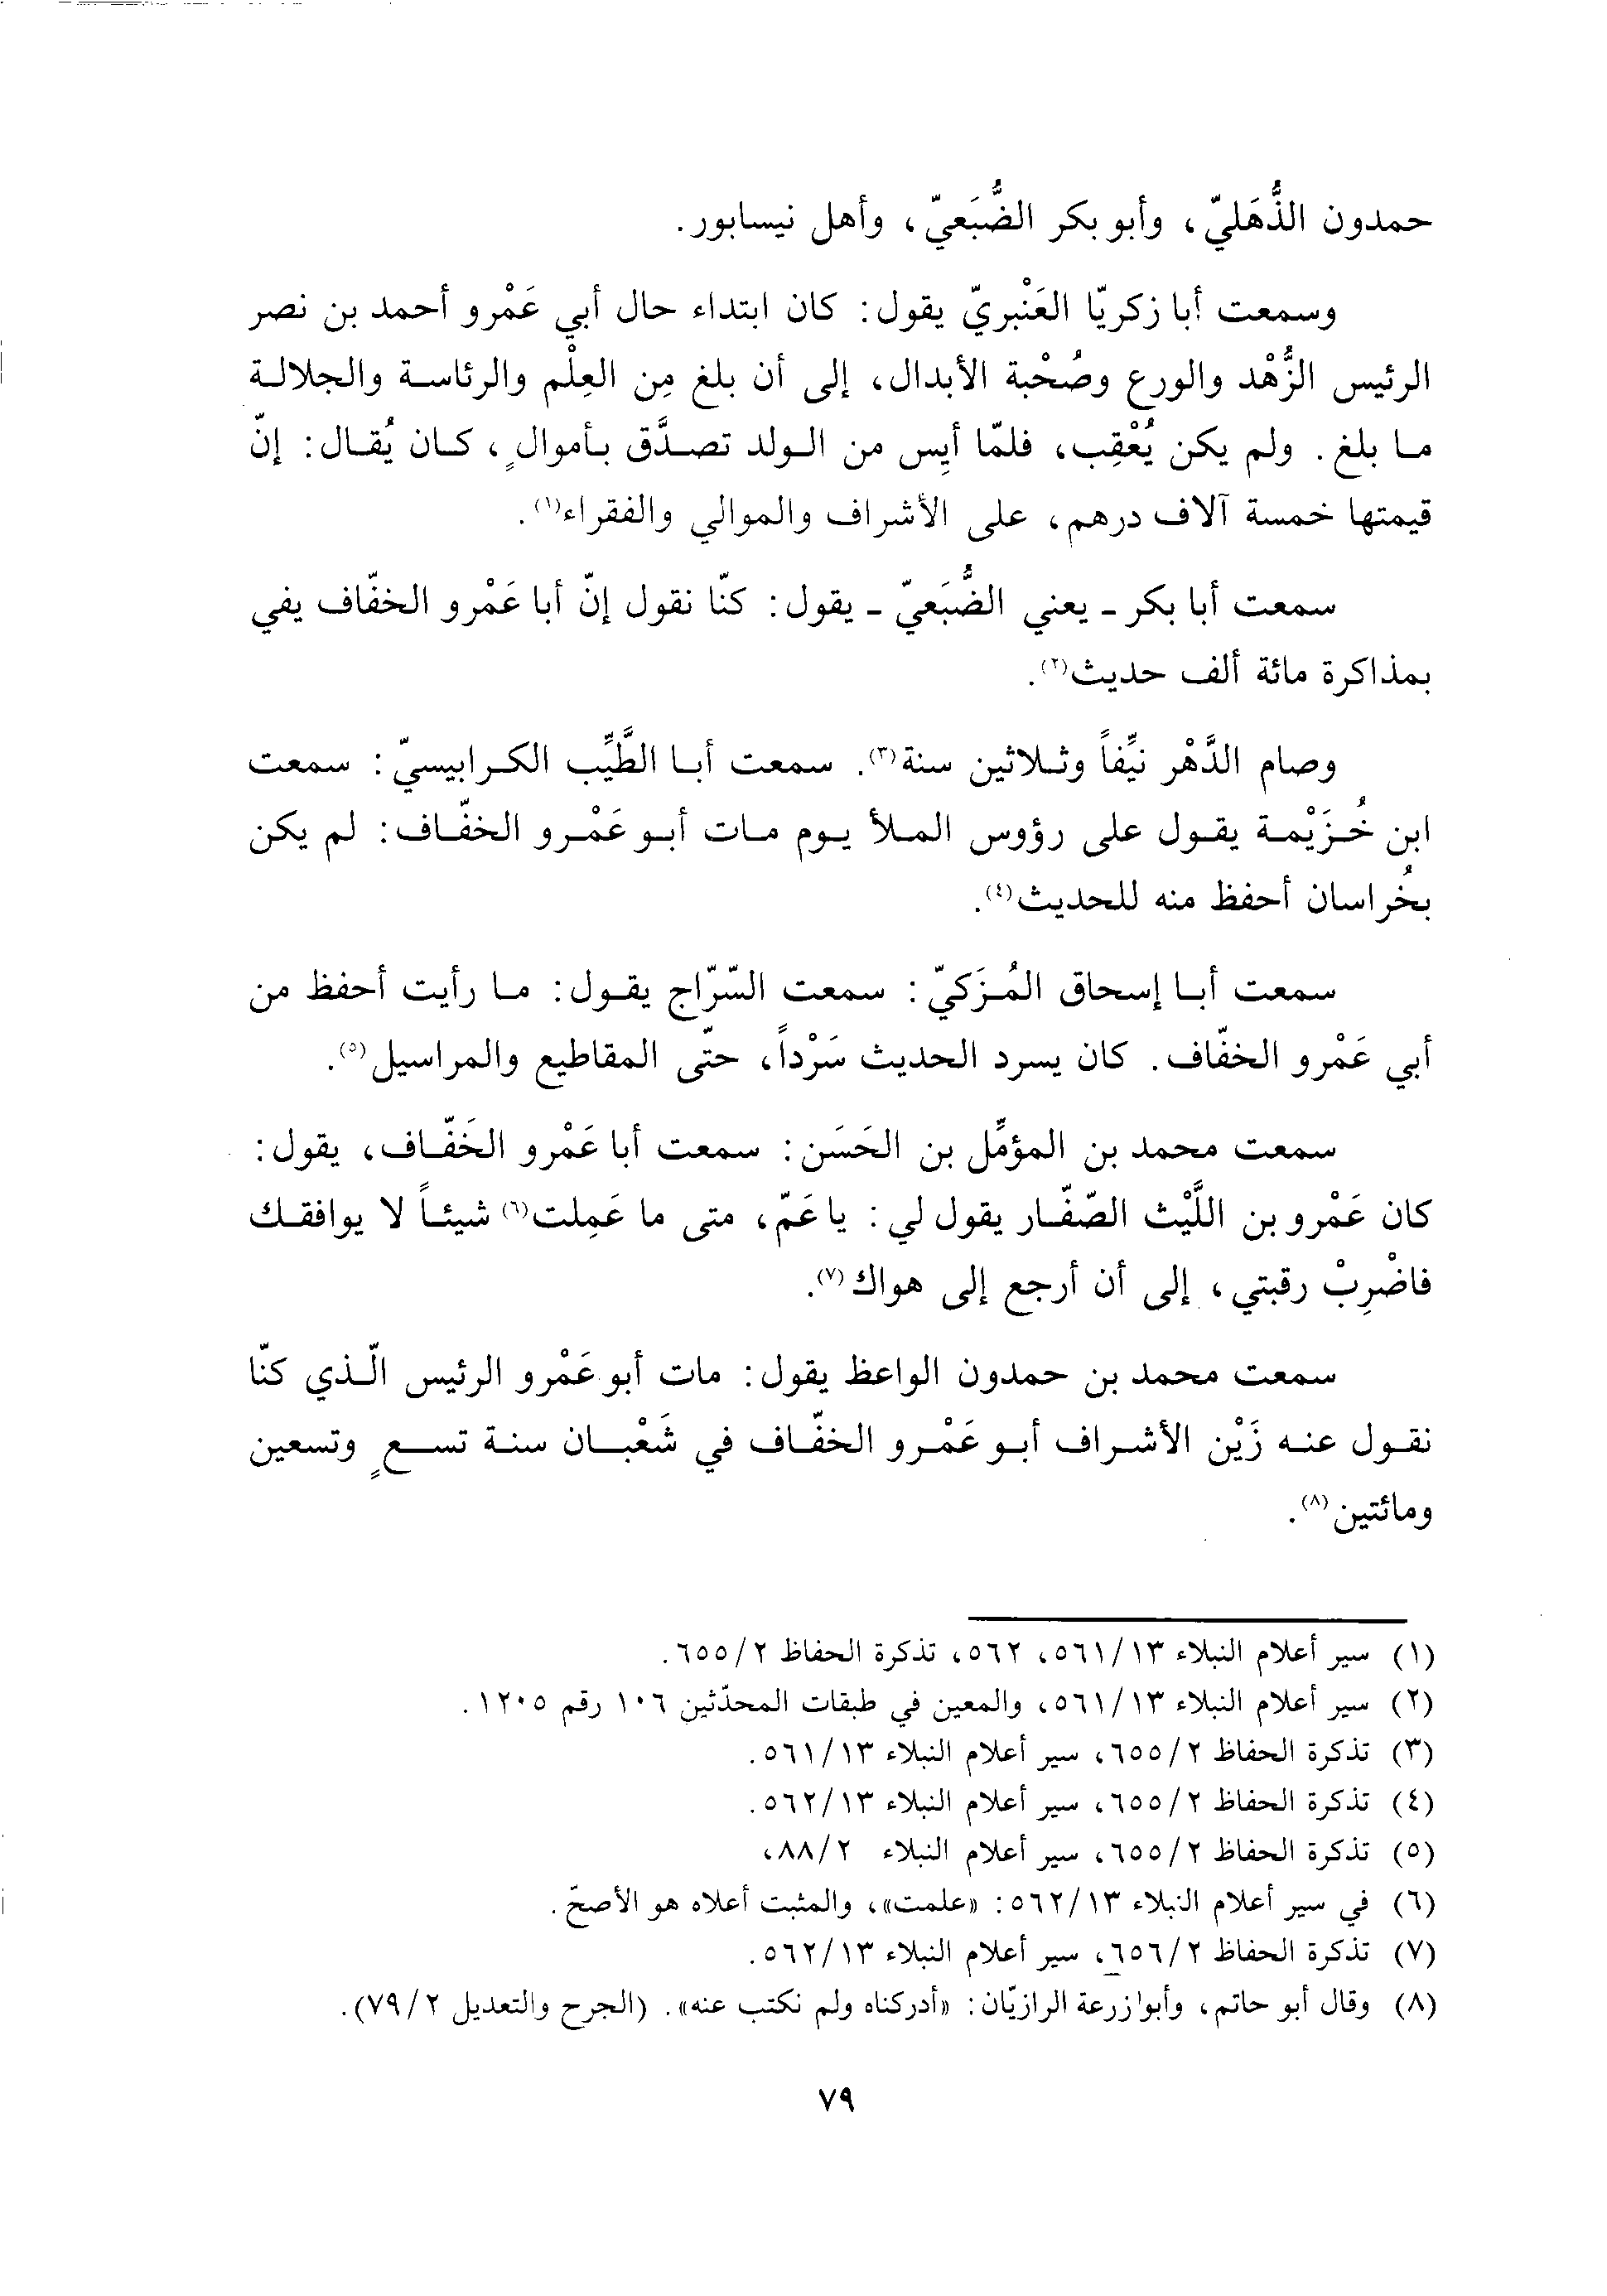 حمدون الذُّهَليّ، وأبو بكر الضُّبَعيّ، وأهل نيسابور.
وسمعت أبا زكريّا العَنْبريّ يقول: كان ابتداء حال أبي عَمْرو أحمد بن نصر
الرئيس الزُّهْد والورع وصُحْبة الأبدال، إلى أن بلغ مِن العِلْم والرئاسة والجلالة
ما بلغ. ولم يكن يُعْقِب، فلمّا أيِس من الولد تصدَّق بأموالٍ، كان يُقال: إنّ
قيمتها خمسة آلاف درهم، على الأشراف والموالي والفقراء(١).
سمعت أبا بكر ـ يعني الضُّبَعيّ ـ يقول: كنّا نقول إنّ أبا عَمْرو الخفّاف يفي
بمذاكرة مائة ألف حديث(٢).
وصام الدَّهْر نيِّفاً وثلاثين سنة(٣). سمعت أبا الطَّيِّب الكرابيسيّ: سمعت
ابن خُزَيْمة يقول على رؤوس الملأ يوم مات أبو عَمْرو الخفّاف: لم يكن
بخُراسان أحفظ منه للحديث(٤).
سمعت أبا إسحاق المُزَكيّ: سمعت السّرّاج يقول: ما رأيت أحفظ من
أبي عَمْرو الخفّاف. كان يسرد الحديث سَرْداً، حتّى المقاطيع والمراسيل(٥).
سمعت محمد بن المؤمِّل بن الحَسَن: سمعت أبا عَمْرو الخَفّاف، يقول:
كان عَمْرو بن اللَّيْث الصّفّار يقول لي: يا عَمّ، متى ما عَمِلت(٦) شيئاً لا يوافقك
فاضْرِبْ رقبتي، إلى أن أرجع إلى هواك(٧).
سمعت محمد بن حمدون الواعظ يقول: مات أبو عَمْرو الرئيس الّذي كنّا
نقول عنه زَيْن الأشراف أبو عَمْرو الخفّاف في شَعْبان سنة تسعٍ وتسعين
ومائتين(٨).
(١) سير أعلام النبلاء ٥٦١/١٣، ٥٦٢، تذكرة الحفاظ ٦٥٥/٢.
(٢) سير أعلام النبلاء ٥٦١/١٣، والمعين في طبقات المحدّثين ١٠٦ رقم ١٢٠٥.
(٣) تذكرة الحفاظ ٦٥٥/٢، سير أعلام النبلاء ٥٦١/١٣.
(٤) تذكرة الحفاظ ٦٥٥/٢، سير أعلام النبلاء ٥٦٢/١٣.
(٥) تذكرة الحفاظ ٦٥٥/٢، سير أعلام النبلاء ٨٨/٢،
(٦) في سير أعلام النبلاء ٥٦٢/١٣: «علمت»، والمثبت أعلاه هو الأصحّ.
(٧) تذكرة الحفاظ ٦٥٦/٢، سير أعلام النبلاء ٥٦٢/١٣.
(٨) وقال أبو حاتم، وأبو زرعة الرازيّان: «أدركناه ولم نكتب عنه». (الجرح والتعديل ٧٩/٢).
٧٩